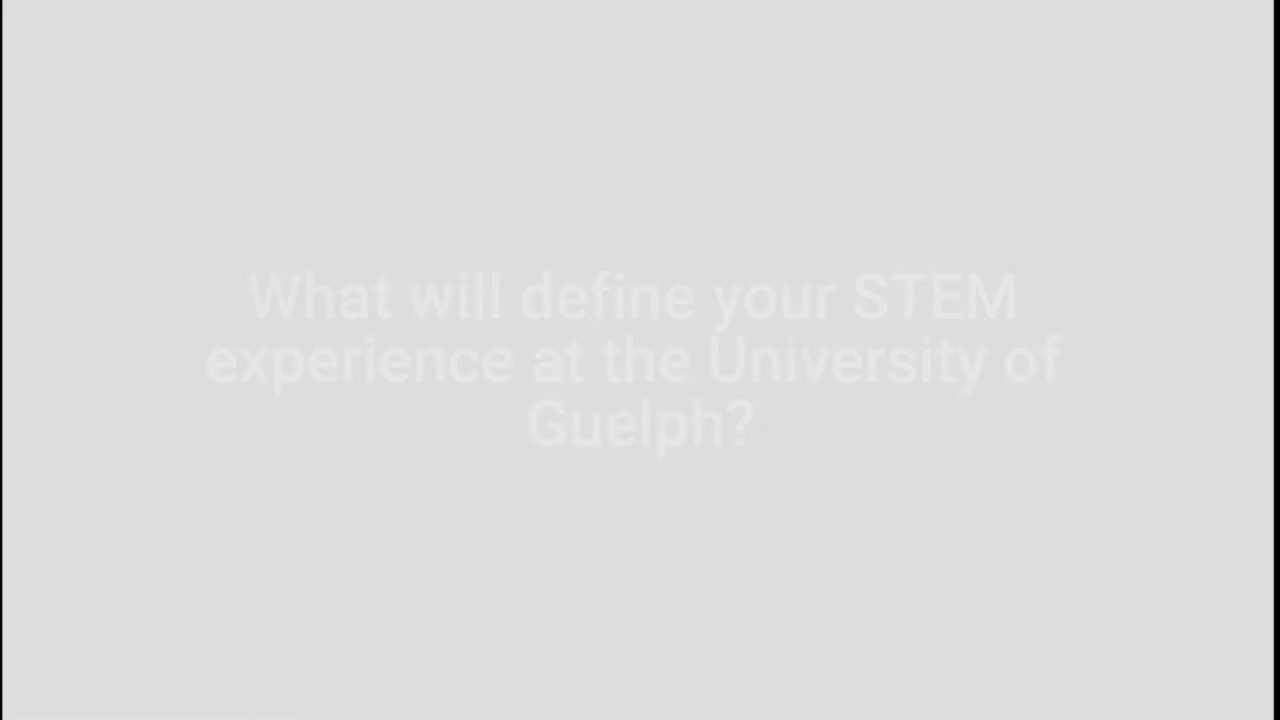 What will define your STEM
experience at the University of
Guelph?